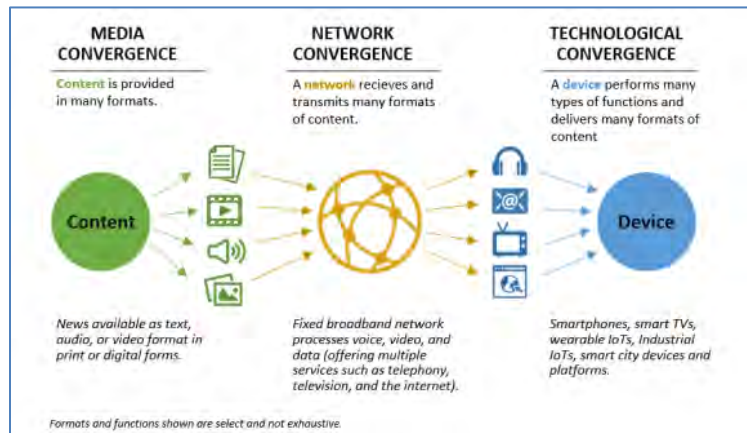 MEDIA
CONVERGENCE
Content is provided
in many formats.
NETWORK
CONVERGENCE
A network recieves and
transmits many formats
of content.
TECHNOLOGICAL
CONVERGENCE
A device performs many
types of functions and
delivers many formats of
content
Content
@
Device
News available as text,
audio, or video format in
print or digital forms.
Fixed broadband network
processes voice, video, and
data (offering multiple
services such as telephony,
television, and the internet).
Smartphones, smart TVs,
wearable IoTs, Industrial
IoTs, smart city devices and
platforms.
Formats and functions shown are select and not exhaustive.